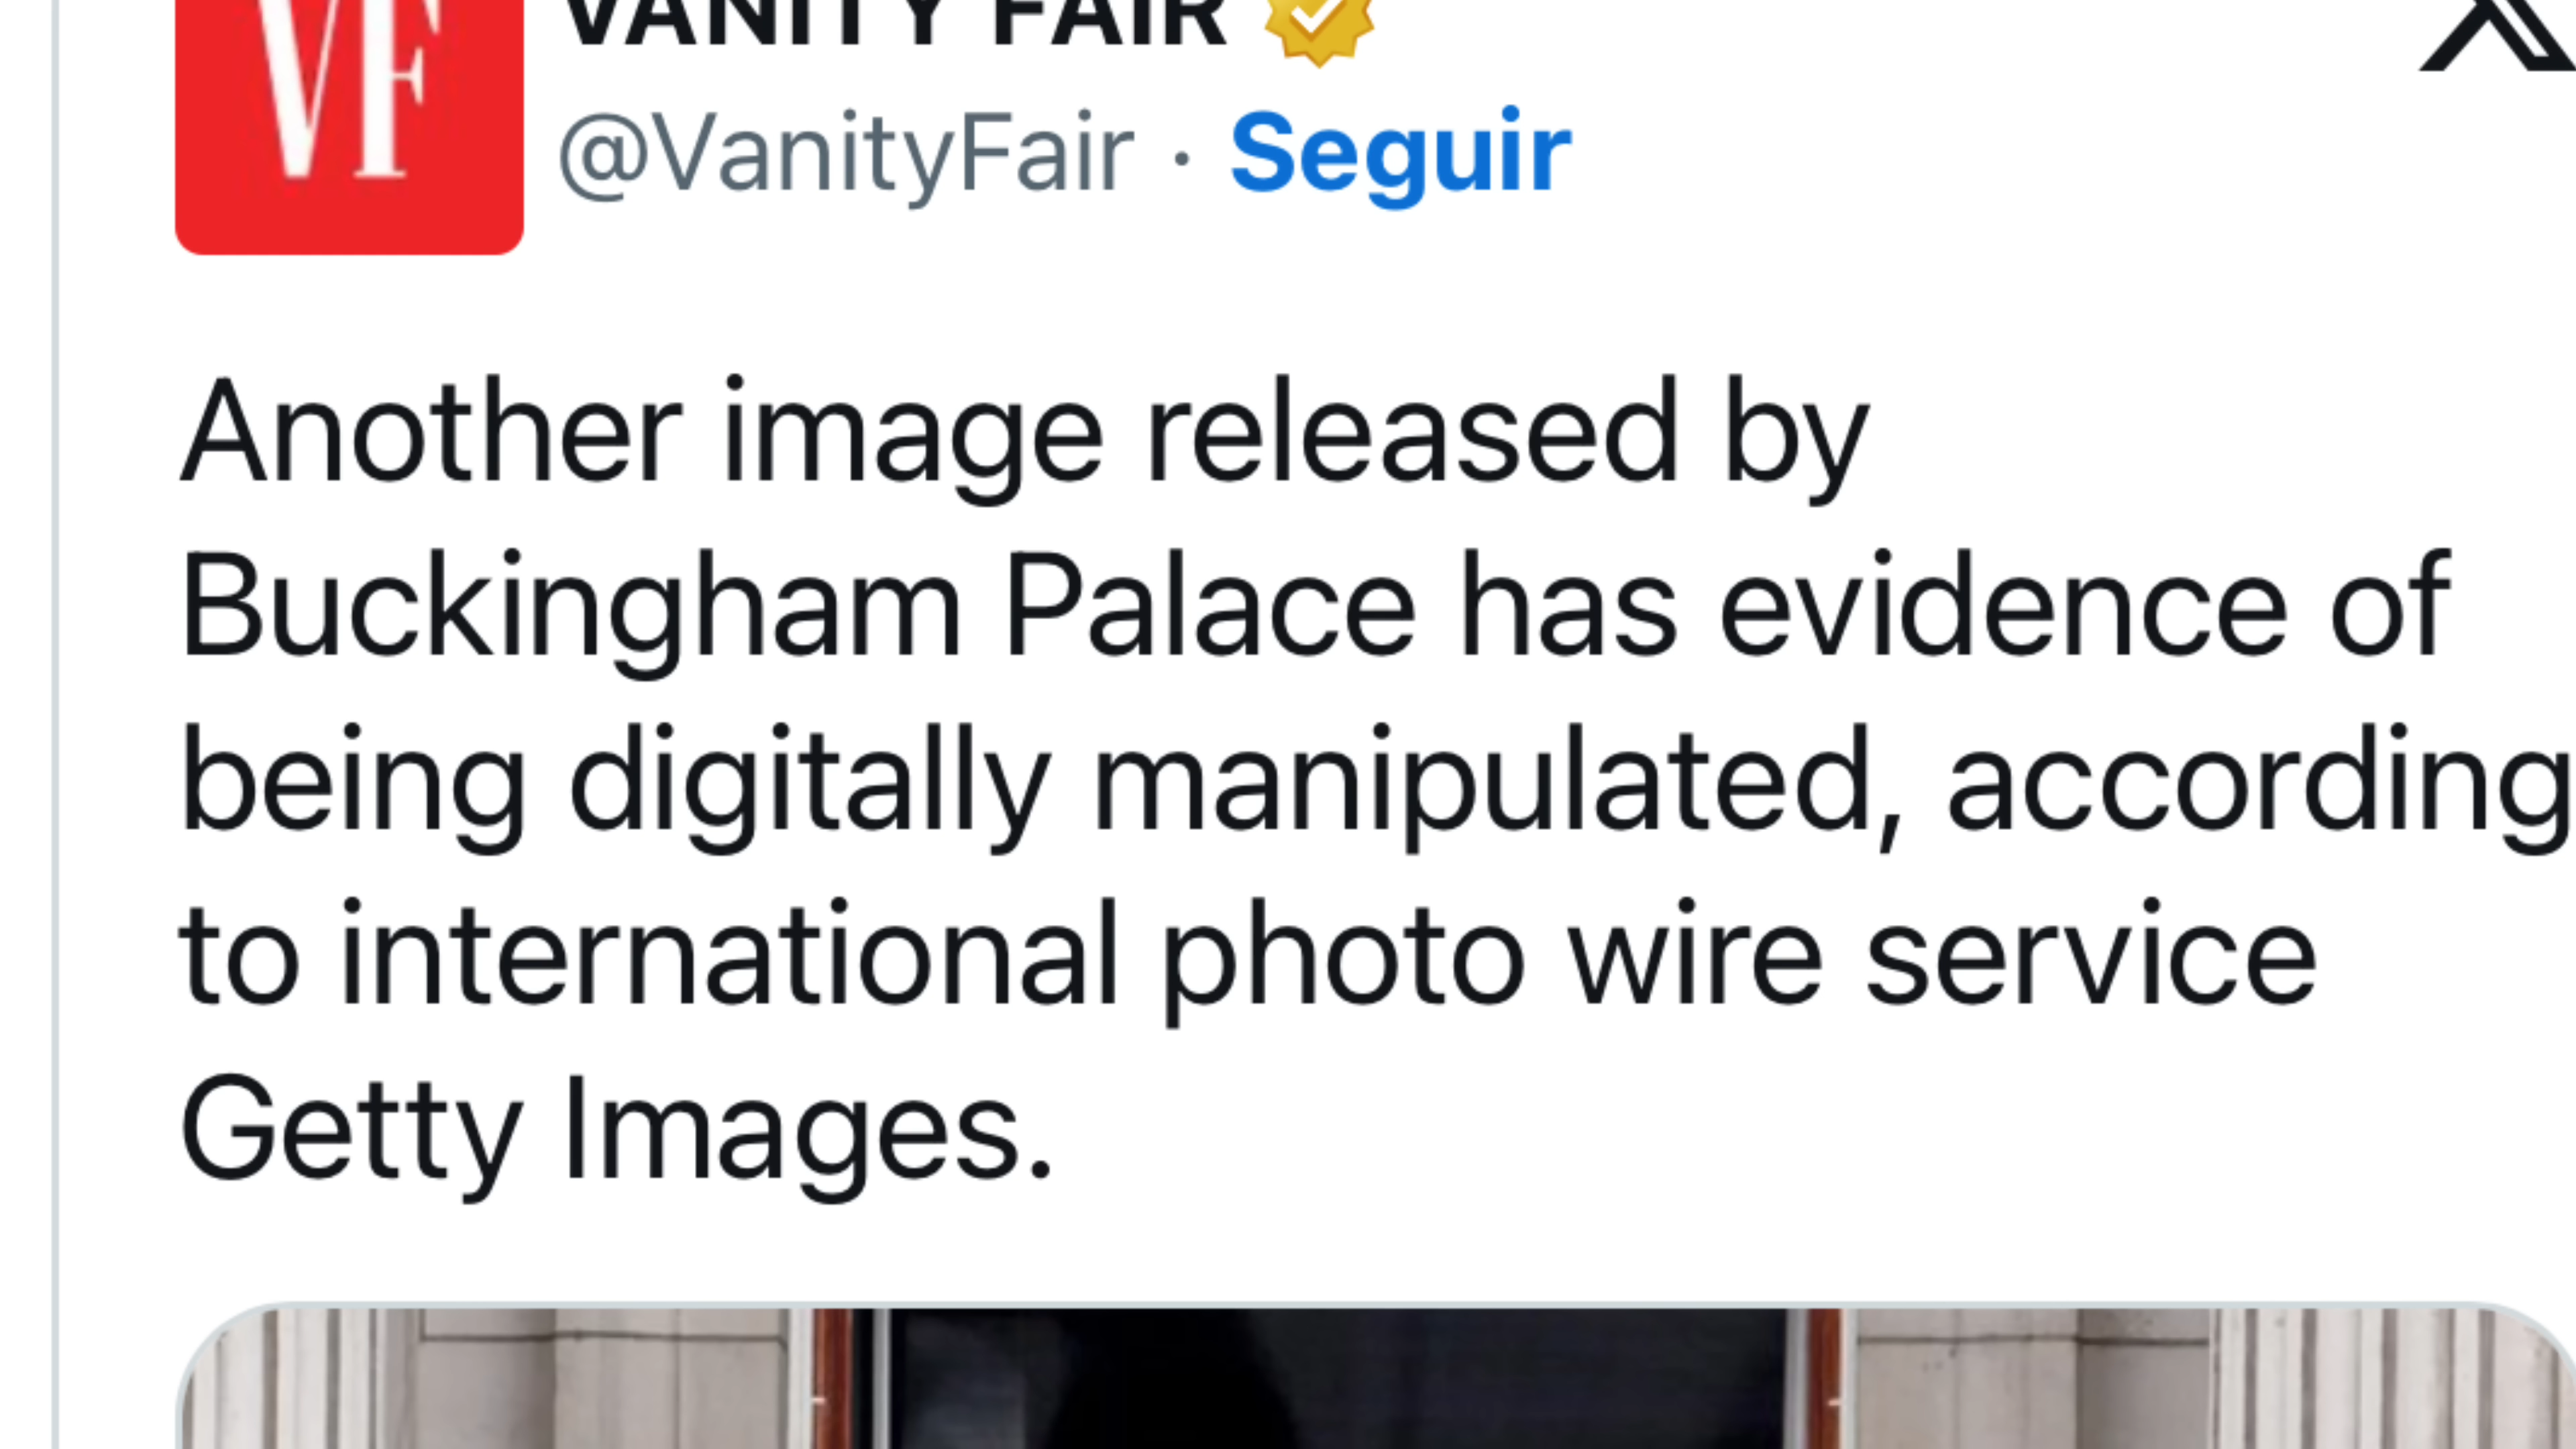 VF
VANITY FAIR
@VanityFair · Seguir
Another image released by
Buckingham Palace has evidence of
being digitally manipulated, according
to international photo wire service
Getty Images.